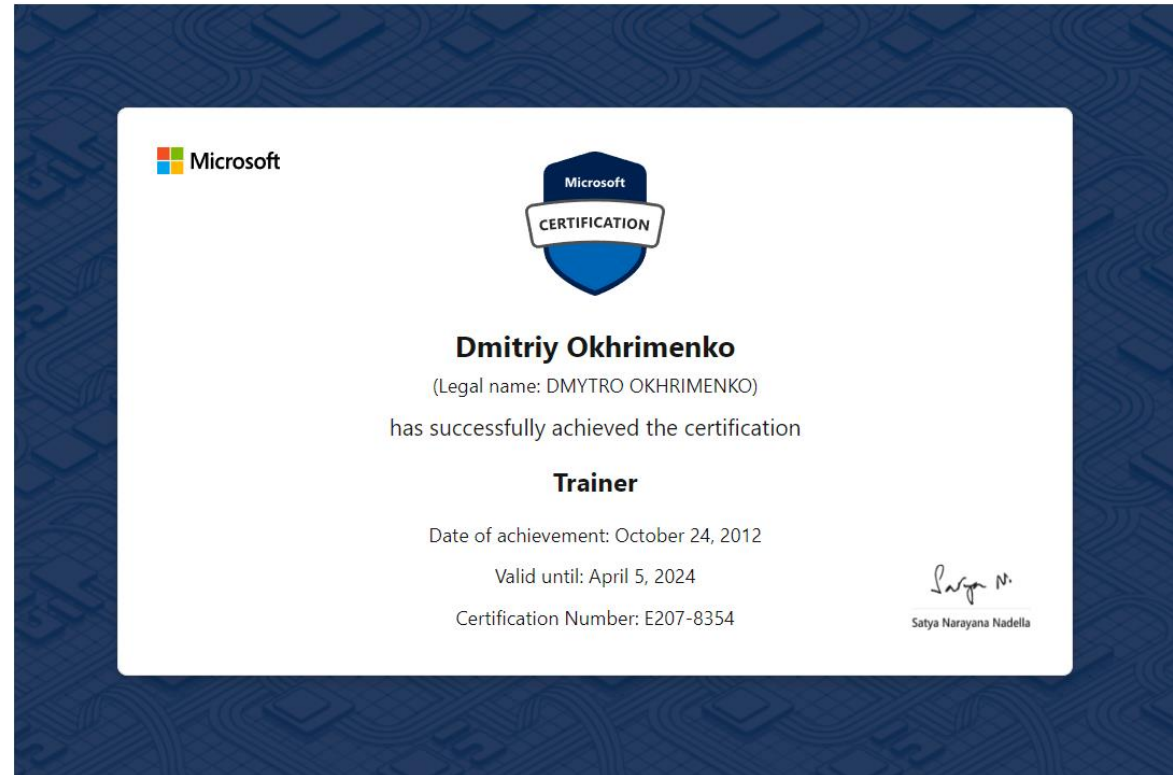 Microsoft
Microsoft
CERTIFICATION
Dmitriy Okhrimenko
(Legal name: DMYTRO OKHRIMENKO)
has successfully achieved the certification
Trainer
Date of achievement: October 24, 2012
Valid until: April 5, 2024
Certification Number: E207-8354
Satya N.
Satya Narayana Nadella